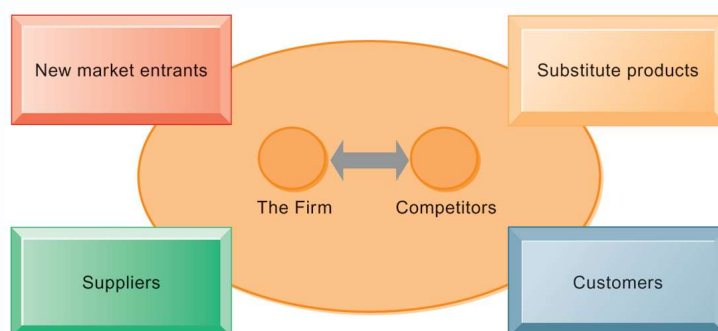 New market entrants
Substitute products
The Firm
Competitors
Suppliers
Customers